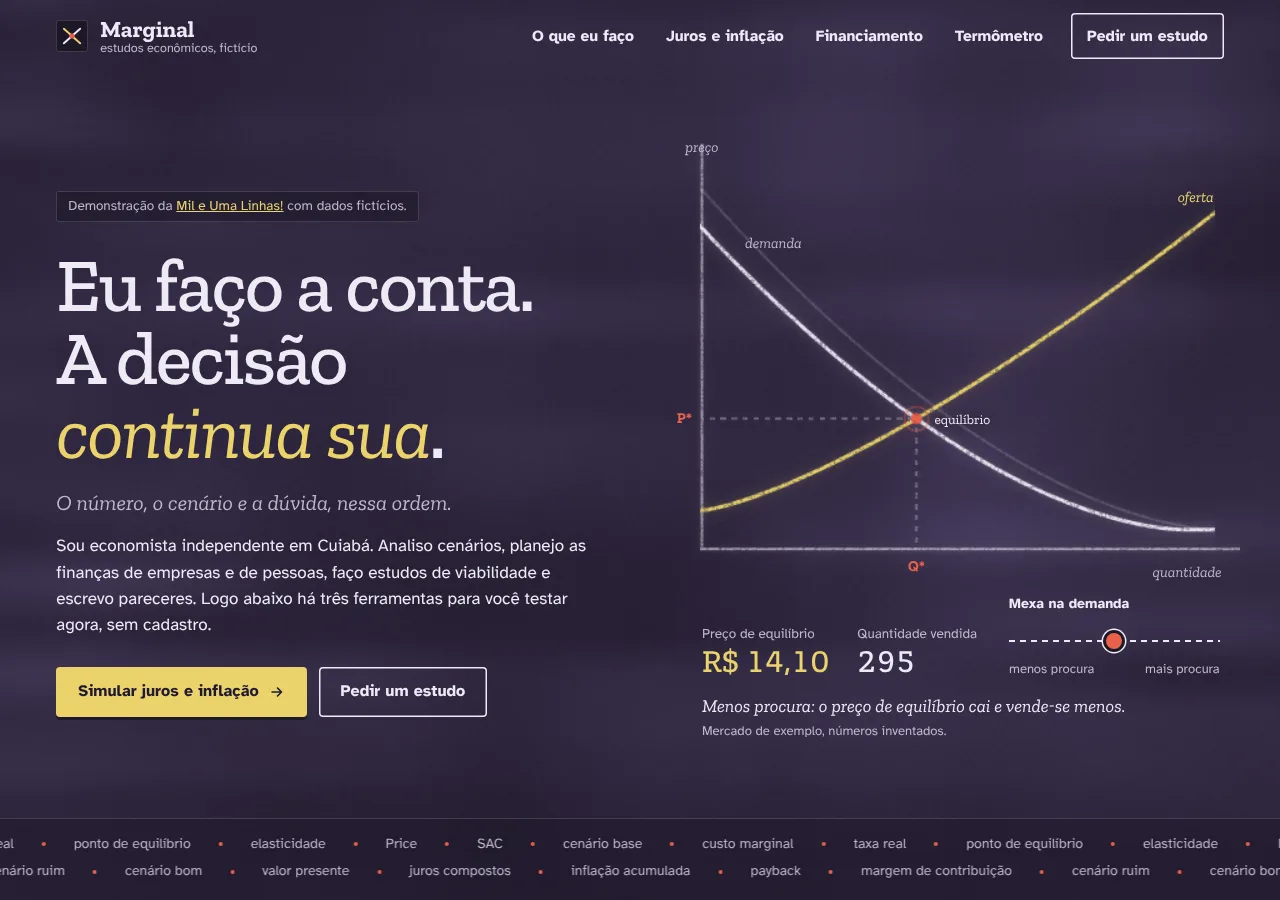 Marginal
estudos econômicos, fictício
O que eu faço
Juros e inflação
Financiamento
Termômetro
Pedir um estudo
Demonstração da Mil e Uma Linhas! com dados fictícios.
Eu faço a conta.
A decisão
continua sua.
O número, o cenário e a dúvida, nessa ordem.
Sou economista independente em Cuiabá. Analiso cenários, planejo as
finanças de empresas e de pessoas, faço estudos de viabilidade e
escrevo pareceres. Logo abaixo há três ferramentas para você testar
agora, sem cadastro.
Simular juros e inflação →
Pedir um estudo
preço
oferta
demanda
P*
equilíbrio
Q*
quantidade
Mexa na demanda
Preço de equilíbrio
Quantidade vendida
R$ 14,10
295
menos procura
mais procura
Menos procura: o preço de equilíbrio cai e vende-se menos.
Mercado de exemplo, números inventados.
eal • ponto de equilíbrio • elasticidade • Price • SAC • cenário base • custo marginal • taxa real • ponto de equilíbrio • elasticidade •
enário ruim • cenário bom • valor presente • juros compostos • inflação acumulada • payback • margem de contribuição • cenário ruim • cenário bo